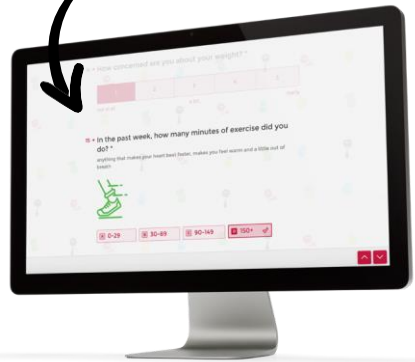 How concerned are you about your weight? *
1 2 3 4 5
In the past week, how many minutes of exercise did you
do? *
anything that makes your heart beat faster, makes you feel warm and a little out of
breath
0-29 30-89 90-149 150+